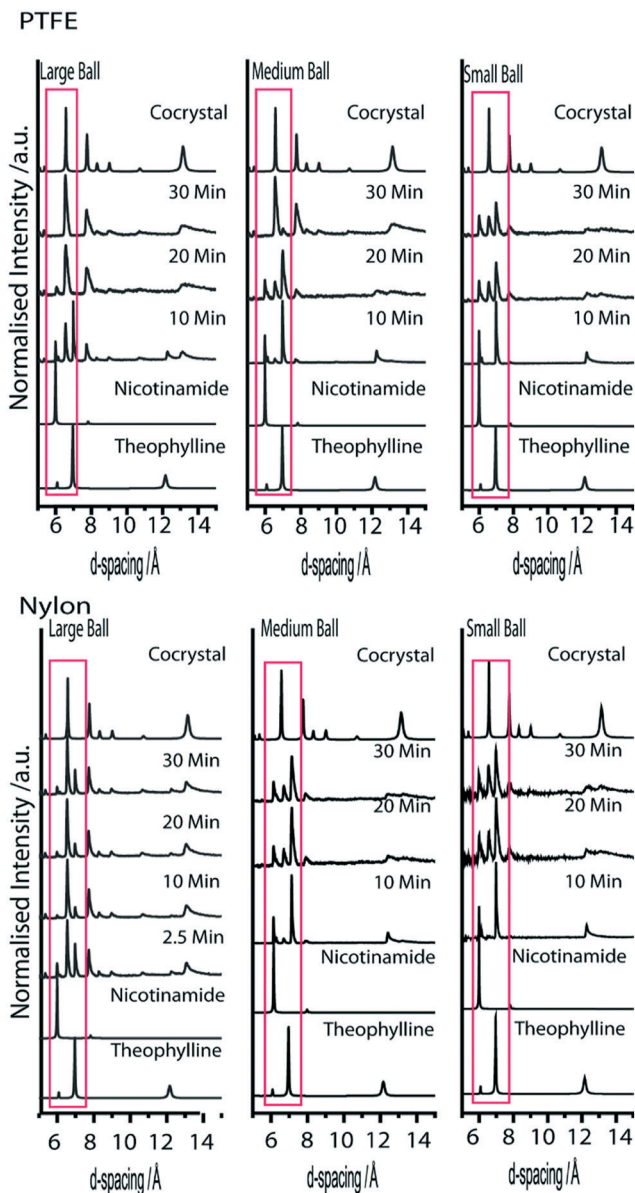 PTFE
Large Ball
Medium Ball
Small Ball
Normalised Intensity /a.u.
Cocrystal
30 Min
20 Min
10 Min
Nicotinamide
Theophylline
Cocrystal
30 Min
20 Min
10 Min
Nicotinamide
Theophylline
Cocrystal
30 Min
20 Min
10 Min
Nicotinamide
Theophylline
6 8 10 12 14
6 8 10 12 14
6 8 10 12 14
d-spacing /Å
d-spacing /Å
d-spacing /Å
Nylon
Large Ball
Medium Ball
Small Ball
Normalised Intensity /a.u.
Cocrystal
30 Min
20 Min
10 Min
2.5 Min
Nicotinamide
Theophylline
Cocrystal
30 Min
20 Min
10 Min
Nicotinamide
Theophylline
Cocrystal
30 Min
20 Min
10 Min
Nicotinamide
Theophylline
6 8 10 12 14
6 8 10 12 14
6 8 10 12 14
d-spacing /Å
d-spacing /Å
d-spacing /Å